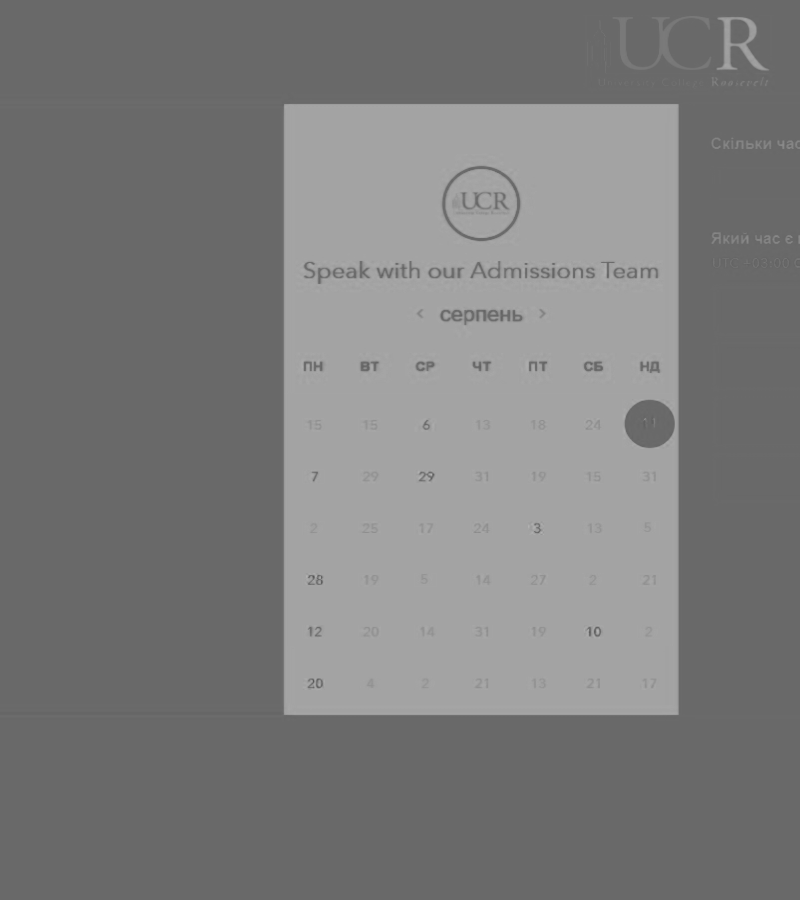 UCR
University College Roosevelt
Скільки час
Який час є
UCR
Speak with our Admissions Team
‹ серпень ›
ПН ВТ СР ЧТ ПТ СБ НД
15 15 6 13 18 24 11
7 29 29 31 19 15 31
2 25 17 24 3 13 5
28 19 5 14 27 2 21
12 20 14 31 19 10 2
20 4 2 21 13 21 17